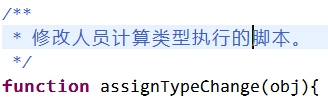 /**
 * 修改人员计算类型执行的脚本。
 */
function assignTypeChange(obj){